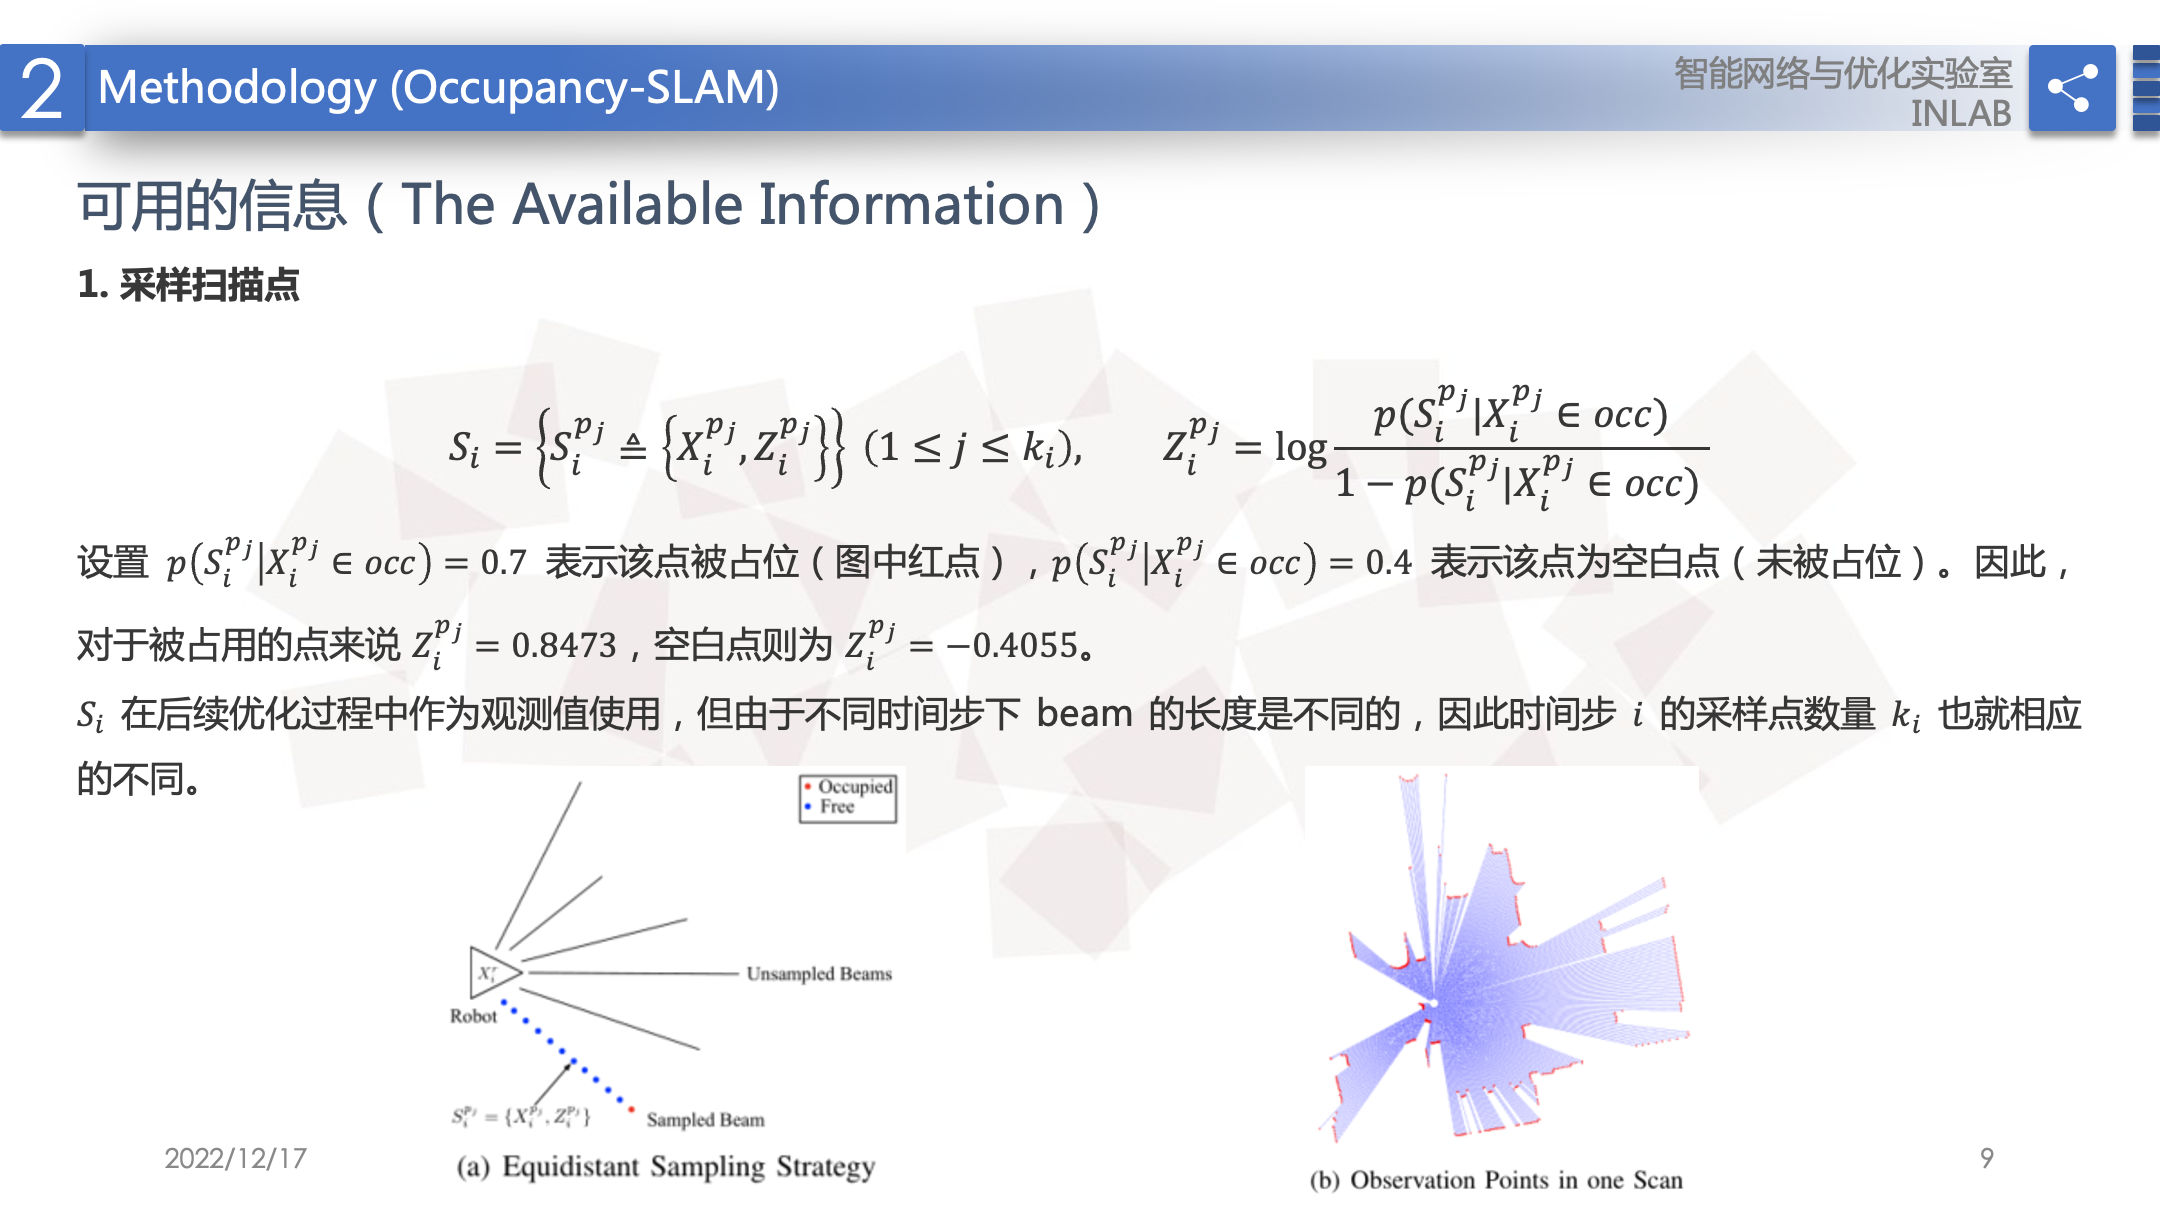 2 Methodology (Occupancy-SLAM)
智能网络与优化实验室
INLAB
可用的信息（The Available Information）
1. 采样扫描点
$S_i = \left\{ S_i^{p_j} \triangleq \left\{ X_i^{p_j}, Z_i^{p_j} \right\} \right\} (1 \le j \le k_i), \quad Z_i^{p_j} = \log \frac{p(S_i^{p_j}|X_i^{p_j} \in occ)}{1 - p(S_i^{p_j}|X_i^{p_j} \in occ)}$
设置 $p(S_i^{p_j}|X_i^{p_j} \in occ) = 0.7$ 表示该点被占位（图中红点），$p(S_i^{p_j}|X_i^{p_j} \in occ) = 0.4$ 表示该点为空白点（未被占位）。因此，
对于被占用的点来说 $Z_i^{p_j} = 0.8473$，空白点则为 $Z_i^{p_j} = -0.4055$。
$S_i$ 在后续优化过程中作为观测值使用，但由于不同时间步下 beam 的长度是不同的，因此时间步 $i$ 的采样点数量 $k_i$ 也就相应
的不同。
Occupied
Free
$X_i^r$
Unsampled Beams
Robot
$S_i^{p_j} = \{X_i^{p_j}, Z_i^{p_j}\}$
Sampled Beam
(a) Equidistant Sampling Strategy
(b) Observation Points in one Scan
2022/12/17
9